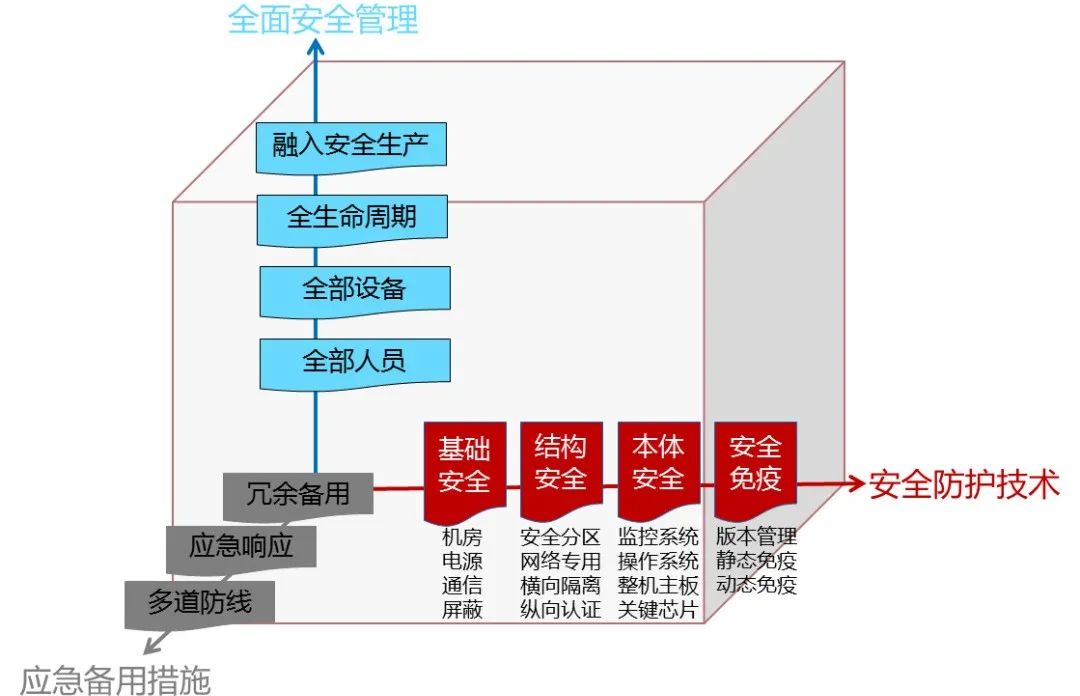 全面安全管理
融入安全生产
全生命周期
全部设备
全部人员
基础
安全
结构
安全
本体
安全
安全
免疫
安全防护技术
机房
电源
通信
屏蔽
安全分区
网络专用
横向隔离
纵向认证
监控系统
操作系统
整机主板
关键芯片
版本管理
静态免疫
动态免疫
冗余备用
应急响应
多道防线
应急备用措施